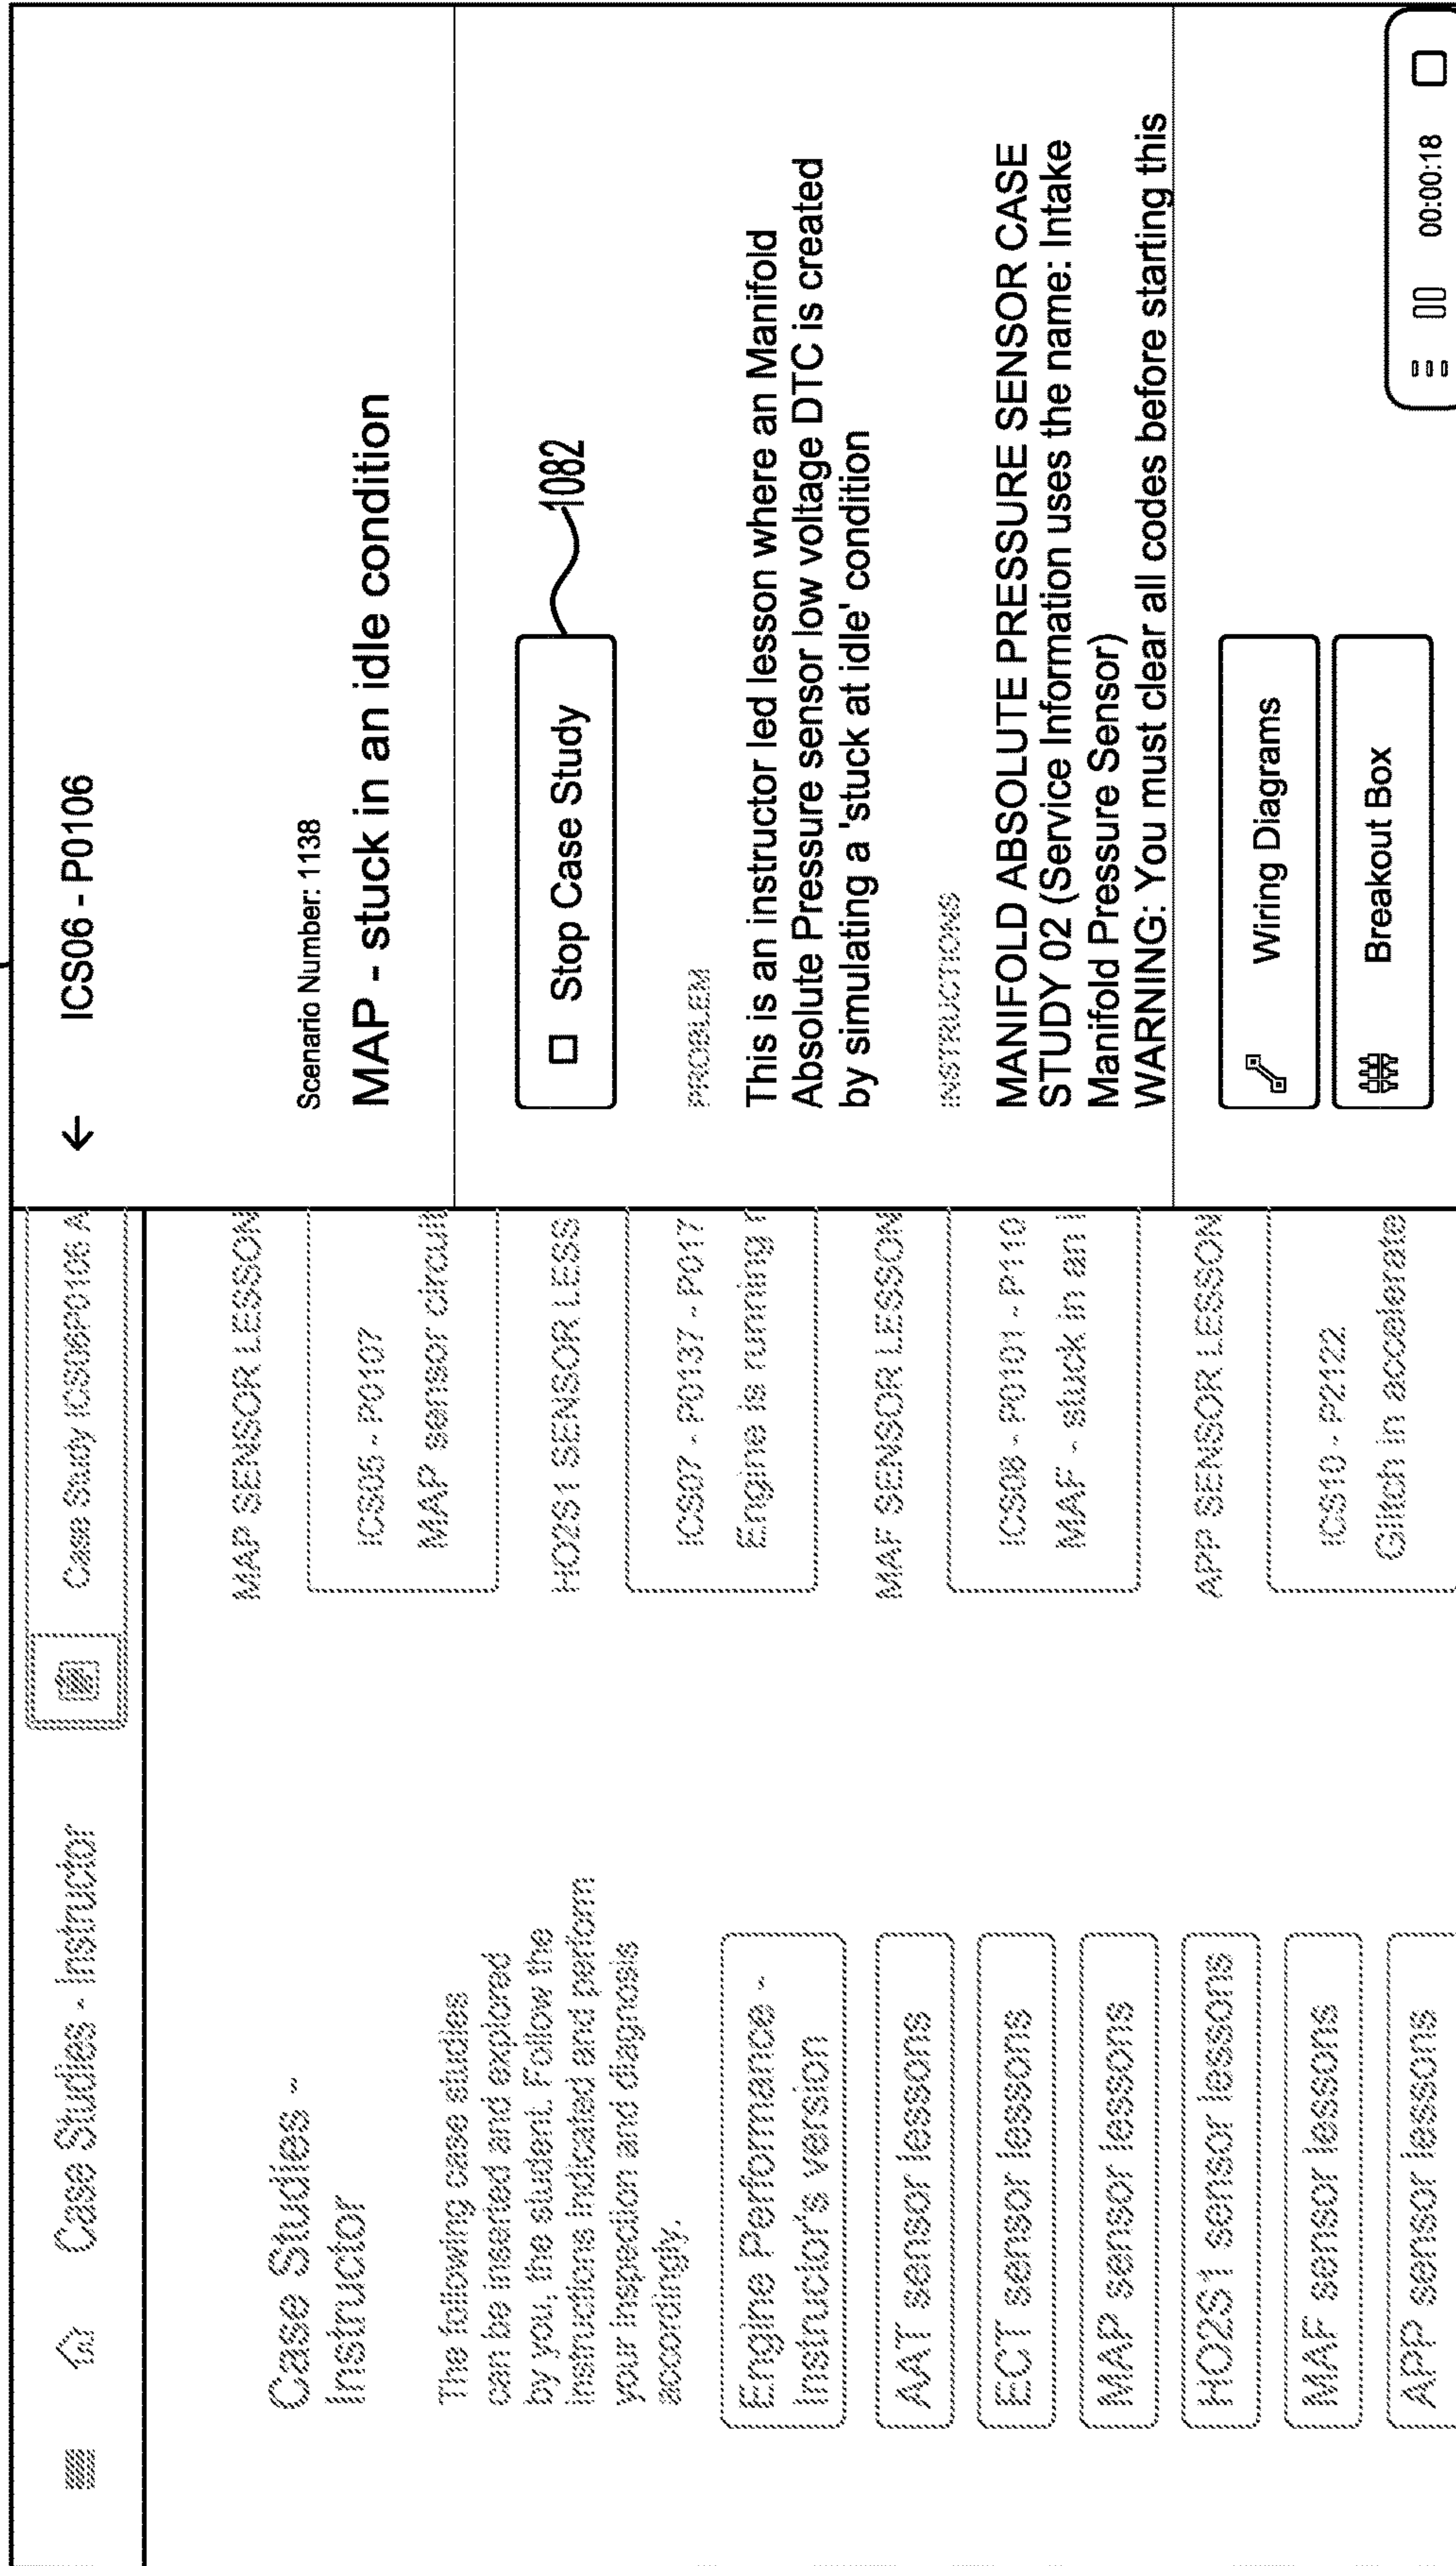 Case Studies - Instructor
Case Study ICS06P0106 A
Case Studies -
Instructor
The following case studies
can be inserted and explored
by you, the student. Follow the
instructions indicated and perform
your inspection and diagnosis
accordingly.
Engine Performance -
Instructor's version
AAT sensor lessons
ECT sensor lessons
MAP sensor lessons
HO2S1 sensor lessons
MAF sensor lessons
APP sensor lessons
MAP SENSOR LESSON
ICS05 - P0107
MAP sensor circuit
HO2S1 SENSOR LESS
ICS07 - P0137 - P017
Engine is running r
MAF SENSOR LESSON
ICS08 - P0101 - P110
MAF - stuck in an i
APP SENSOR LESSON
ICS10 - P2122
Glitch in accelerate
ICS06 - P0106
Scenario Number: 1138
MAP - stuck in an idle condition
Stop Case Study
1082
PROBLEM
This is an instructor led lesson where an Manifold
Absolute Pressure sensor low voltage DTC is created
by simulating a 'stuck at idle' condition
INSTRUCTIONS
MANIFOLD ABSOLUTE PRESSURE SENSOR CASE
STUDY 02 (Service Information uses the name: Intake
Manifold Pressure Sensor)
WARNING: You must clear all codes before starting this
Wiring Diagrams
Breakout Box
00:00:18